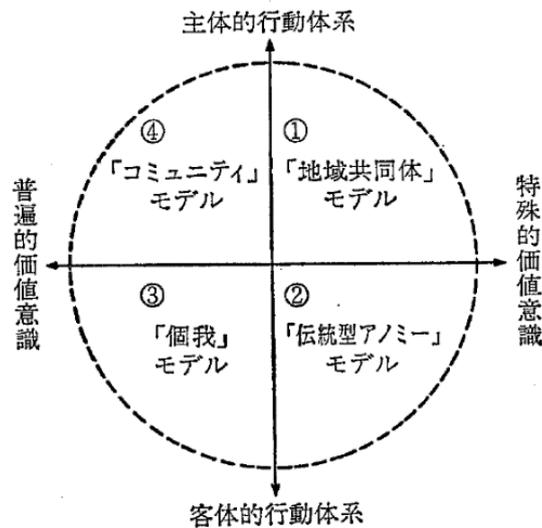 主体的行動体系
④
「コミュニティ」
モデル
①
「地域共同体」
モデル
普遍的価値意識
特殊的価値意識
③
「個我」
モデル
②
「伝統型アノミー」
モデル
客体的行動体系